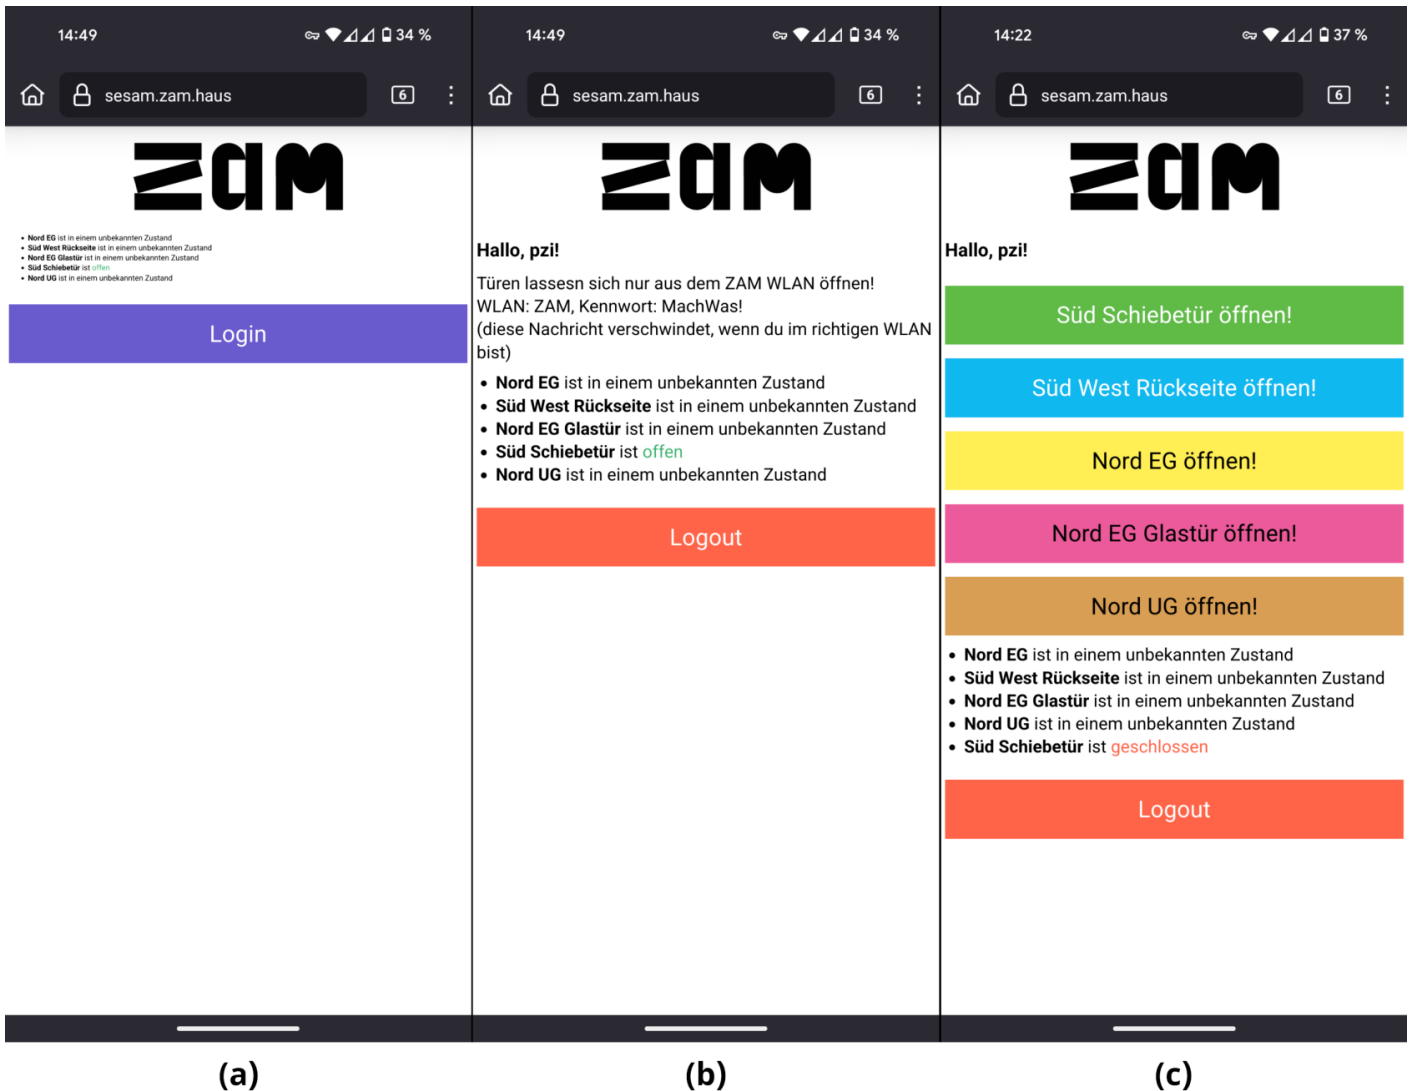 14:49
34 %
sesam.zam.haus
6
zam
Nord EG ist in einem unbekannten Zustand
Süd West Rückseite ist in einem unbekannten Zustand
Nord EG Glastür ist in einem unbekannten Zustand
Süd Schiebetür ist offen
Nord UG ist in einem unbekannten Zustand
Login
(a)
14:49
34 %
sesam.zam.haus
6
zam
Hallo, pzi!
Türen lassesn sich nur aus dem ZAM WLAN öffnen!
WLAN: ZAM, Kennwort: MachWas!
(diese Nachricht verschwindet, wenn du im richtigen WLAN
bist)
Nord EG ist in einem unbekannten Zustand
Süd West Rückseite ist in einem unbekannten Zustand
Nord EG Glastür ist in einem unbekannten Zustand
Süd Schiebetür ist offen
Nord UG ist in einem unbekannten Zustand
Logout
(b)
14:22
37 %
sesam.zam.haus
6
zam
Hallo, pzi!
Süd Schiebetür öffnen!
Süd West Rückseite öffnen!
Nord EG öffnen!
Nord EG Glastür öffnen!
Nord UG öffnen!
Nord EG ist in einem unbekannten Zustand
Süd West Rückseite ist in einem unbekannten Zustand
Nord EG Glastür ist in einem unbekannten Zustand
Nord UG ist in einem unbekannten Zustand
Süd Schiebetür ist geschlossen
Logout
(c)